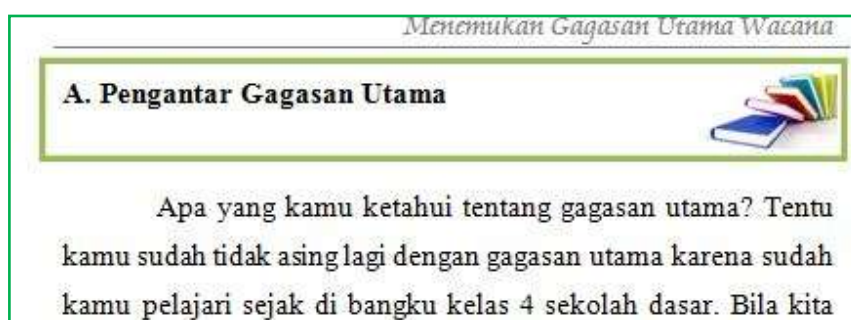 Menemukan Gagasan Utama Wacana
A. Pengantar Gagasan Utama
Apa yang kamu ketahui tentang gagasan utama? Tentu
kamu sudah tidak asing lagi dengan gagasan utama karena sudah
kamu pelajari sejak di bangku kelas 4 sekolah dasar. Bila kita